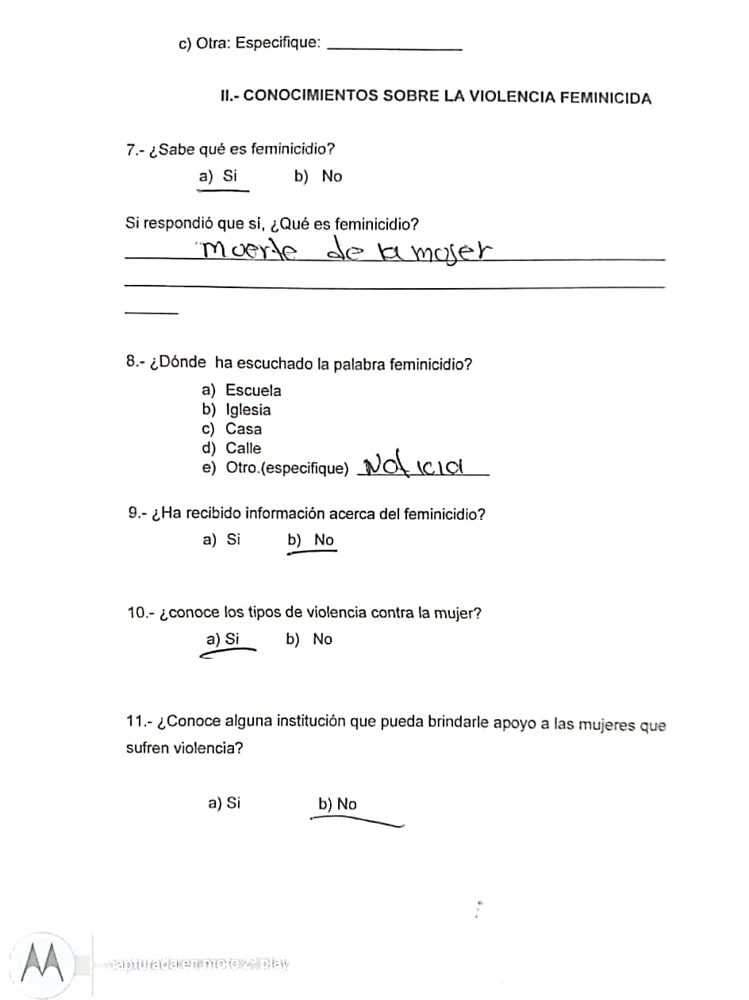 c) Otra: Especifique:
II.- CONOCIMIENTOS SOBRE LA VIOLENCIA FEMINICIDA
7.- ¿Sabe qué es feminicidio?
a) Si b) No
Si respondió que sí, ¿Qué es feminicidio?
muerte de la mojer
8.- ¿Dónde ha escuchado la palabra feminicidio?
a) Escuela
b) Iglesia
c) Casa
d) Calle
e) Otro.(especifique) Noticia
9.- ¿Ha recibido información acerca del feminicidio?
a) Si b) No
10.- ¿conoce los tipos de violencia contra la mujer?
a) Si b) No
11.- ¿Conoce alguna institución que pueda brindarle apoyo a las mujeres que
sufren violencia?
a) Si b) No
capturada en moto z² play